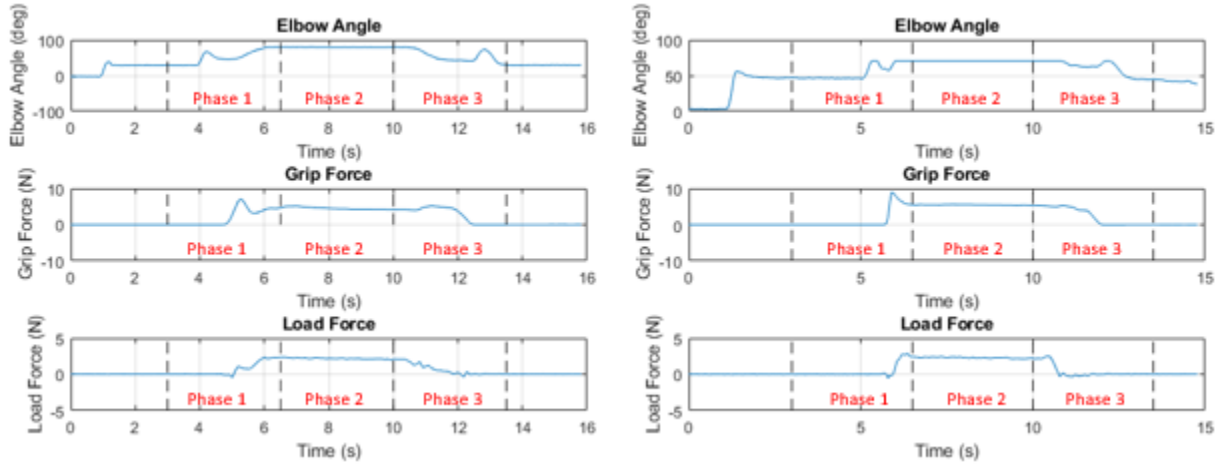 Elbow Angle
Elbow Angle (deg)
100
0
-100
Phase 1 Phase 2 Phase 3
0 2 4 6 8 10 12 14 16
Time (s)
Grip Force
Grip Force (N)
10
0
-10
Phase 1 Phase 2 Phase 3
0 2 4 6 8 10 12 14 16
Time (s)
Load Force
Load Force (N)
5
0
-5
Phase 1 Phase 2 Phase 3
0 2 4 6 8 10 12 14 16
Time (s)
Elbow Angle
Elbow Angle (deg)
100
50
0
Phase 1 Phase 2 Phase 3
0 5 10 15
Time (s)
Grip Force
Grip Force (N)
10
0
-10
Phase 1 Phase 2 Phase 3
0 5 10 15
Time (s)
Load Force
Load Force (N)
5
0
-5
Phase 1 Phase 2 Phase 3
0 5 10 15
Time (s)